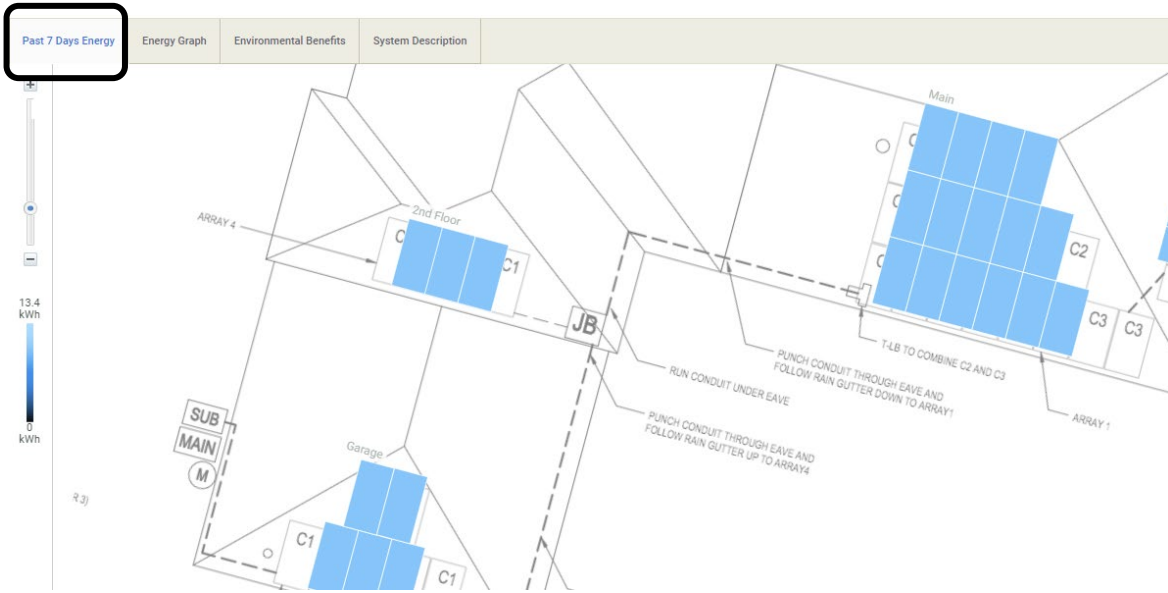 Past 7 Days Energy
Energy Graph
Environmental Benefits
System Description
Main
2nd Floor
ARRAY 4
C
C1
C
C
C
C2
C3
C3
JB
13.4
kWh
0
kWh
T-LB TO COMBINE C2 AND C3
PUNCH CONDUIT THROUGH EAVE AND
FOLLOW RAIN GUTTER DOWN TO ARRAY1
RUN CONDUIT UNDER EAVE
ARRAY 1
PUNCH CONDUIT THROUGH EAVE AND
FOLLOW RAIN GUTTER UP TO ARRAY4
SUB
MAIN
M
Garage
R 3)
C1
C1